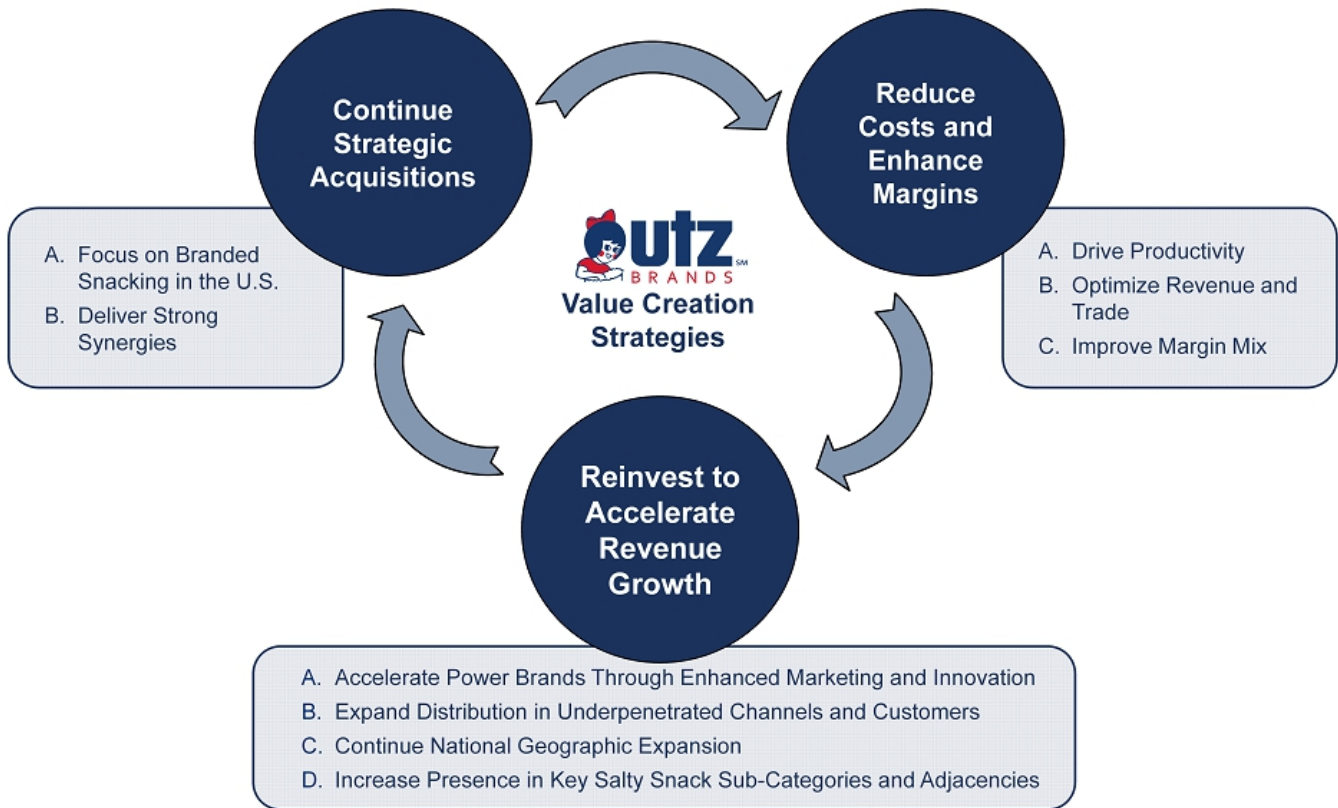 Continue
Strategic
Acquisitions
Reduce
Costs and
Enhance
Margins
utz SM
BRANDS
Value Creation
Strategies
A. Focus on Branded
Snacking in the U.S.
B. Deliver Strong
Synergies
A. Drive Productivity
B. Optimize Revenue and
Trade
C. Improve Margin Mix
Reinvest to
Accelerate
Revenue
Growth
A. Accelerate Power Brands Through Enhanced Marketing and Innovation
B. Expand Distribution in Underpenetrated Channels and Customers
C. Continue National Geographic Expansion
D. Increase Presence in Key Salty Snack Sub-Categories and Adjacencies